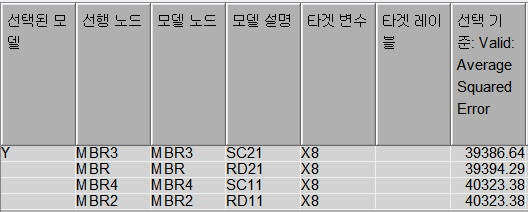 선택된 모델 선행 노드 모델 노드 모델 설명 타겟 변수 타겟 레이블 선택 기준: Valid: Average Squared Error
Y MBR3 MBR3 SC21 X8 39386.64
MBR MBR RD21 X8 39394.29
MBR4 MBR4 SC11 X8 40323.38
MBR2 MBR2 RD11 X8 40323.38